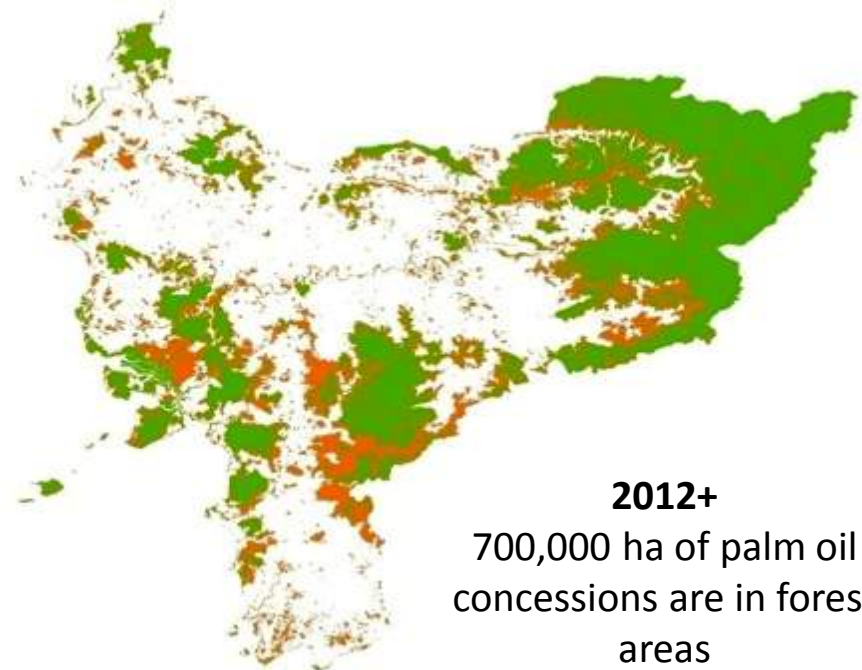 2012+
700,000 ha of palm oil
concessions are in fores
areas